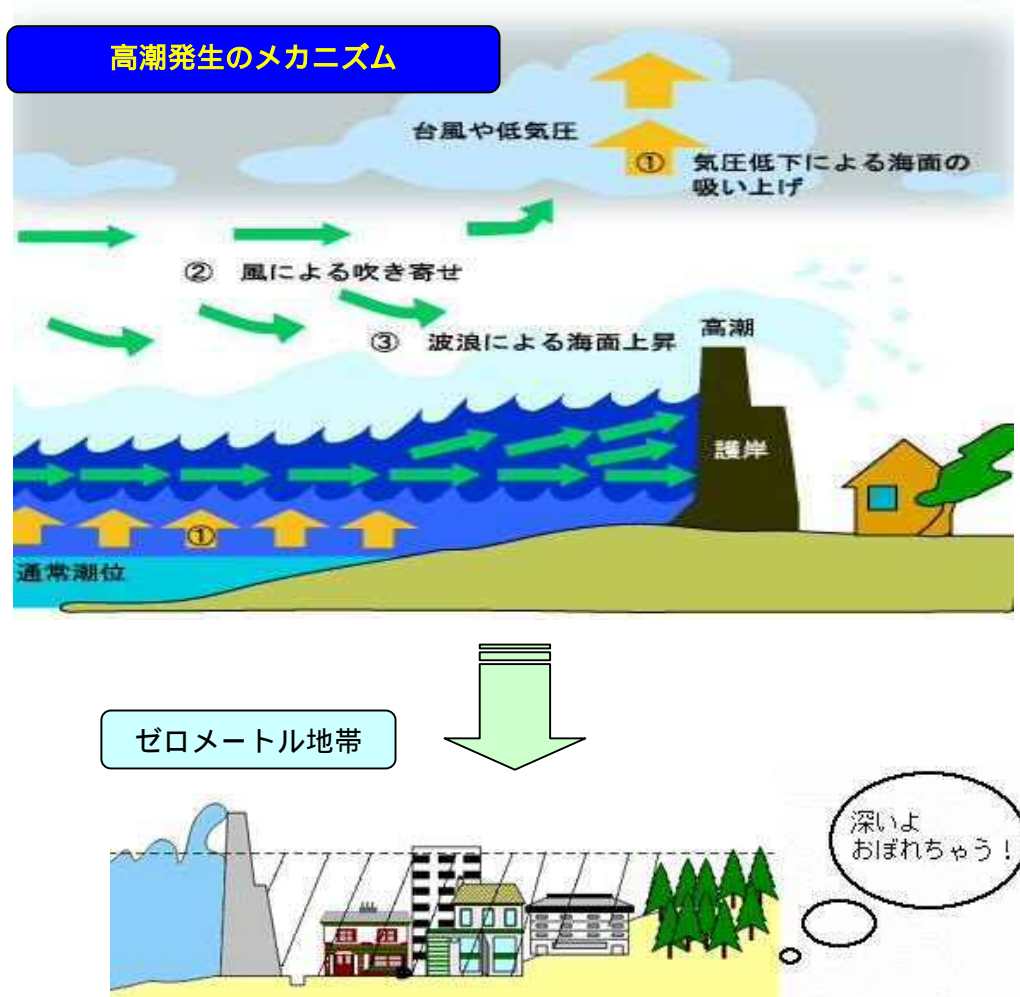 高潮発生のメカニズム
台風や低気圧
① 気圧低下による海面の
吸い上げ
② 風による吹き寄せ
③ 波浪による海面上昇
高潮
護岸
①
通常潮位
ゼロメートル地帯
深いよ
おぼれちゃう！